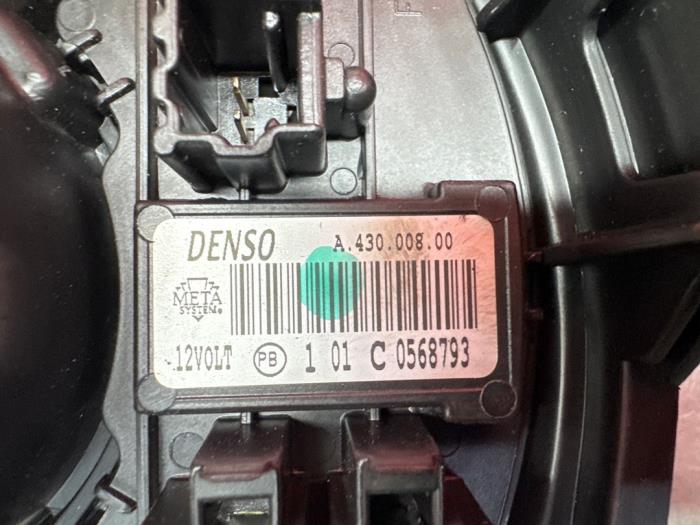 DENSO A.430.008.00
META
SYSTEM®
12VOLT PB 1 01 C 0568793